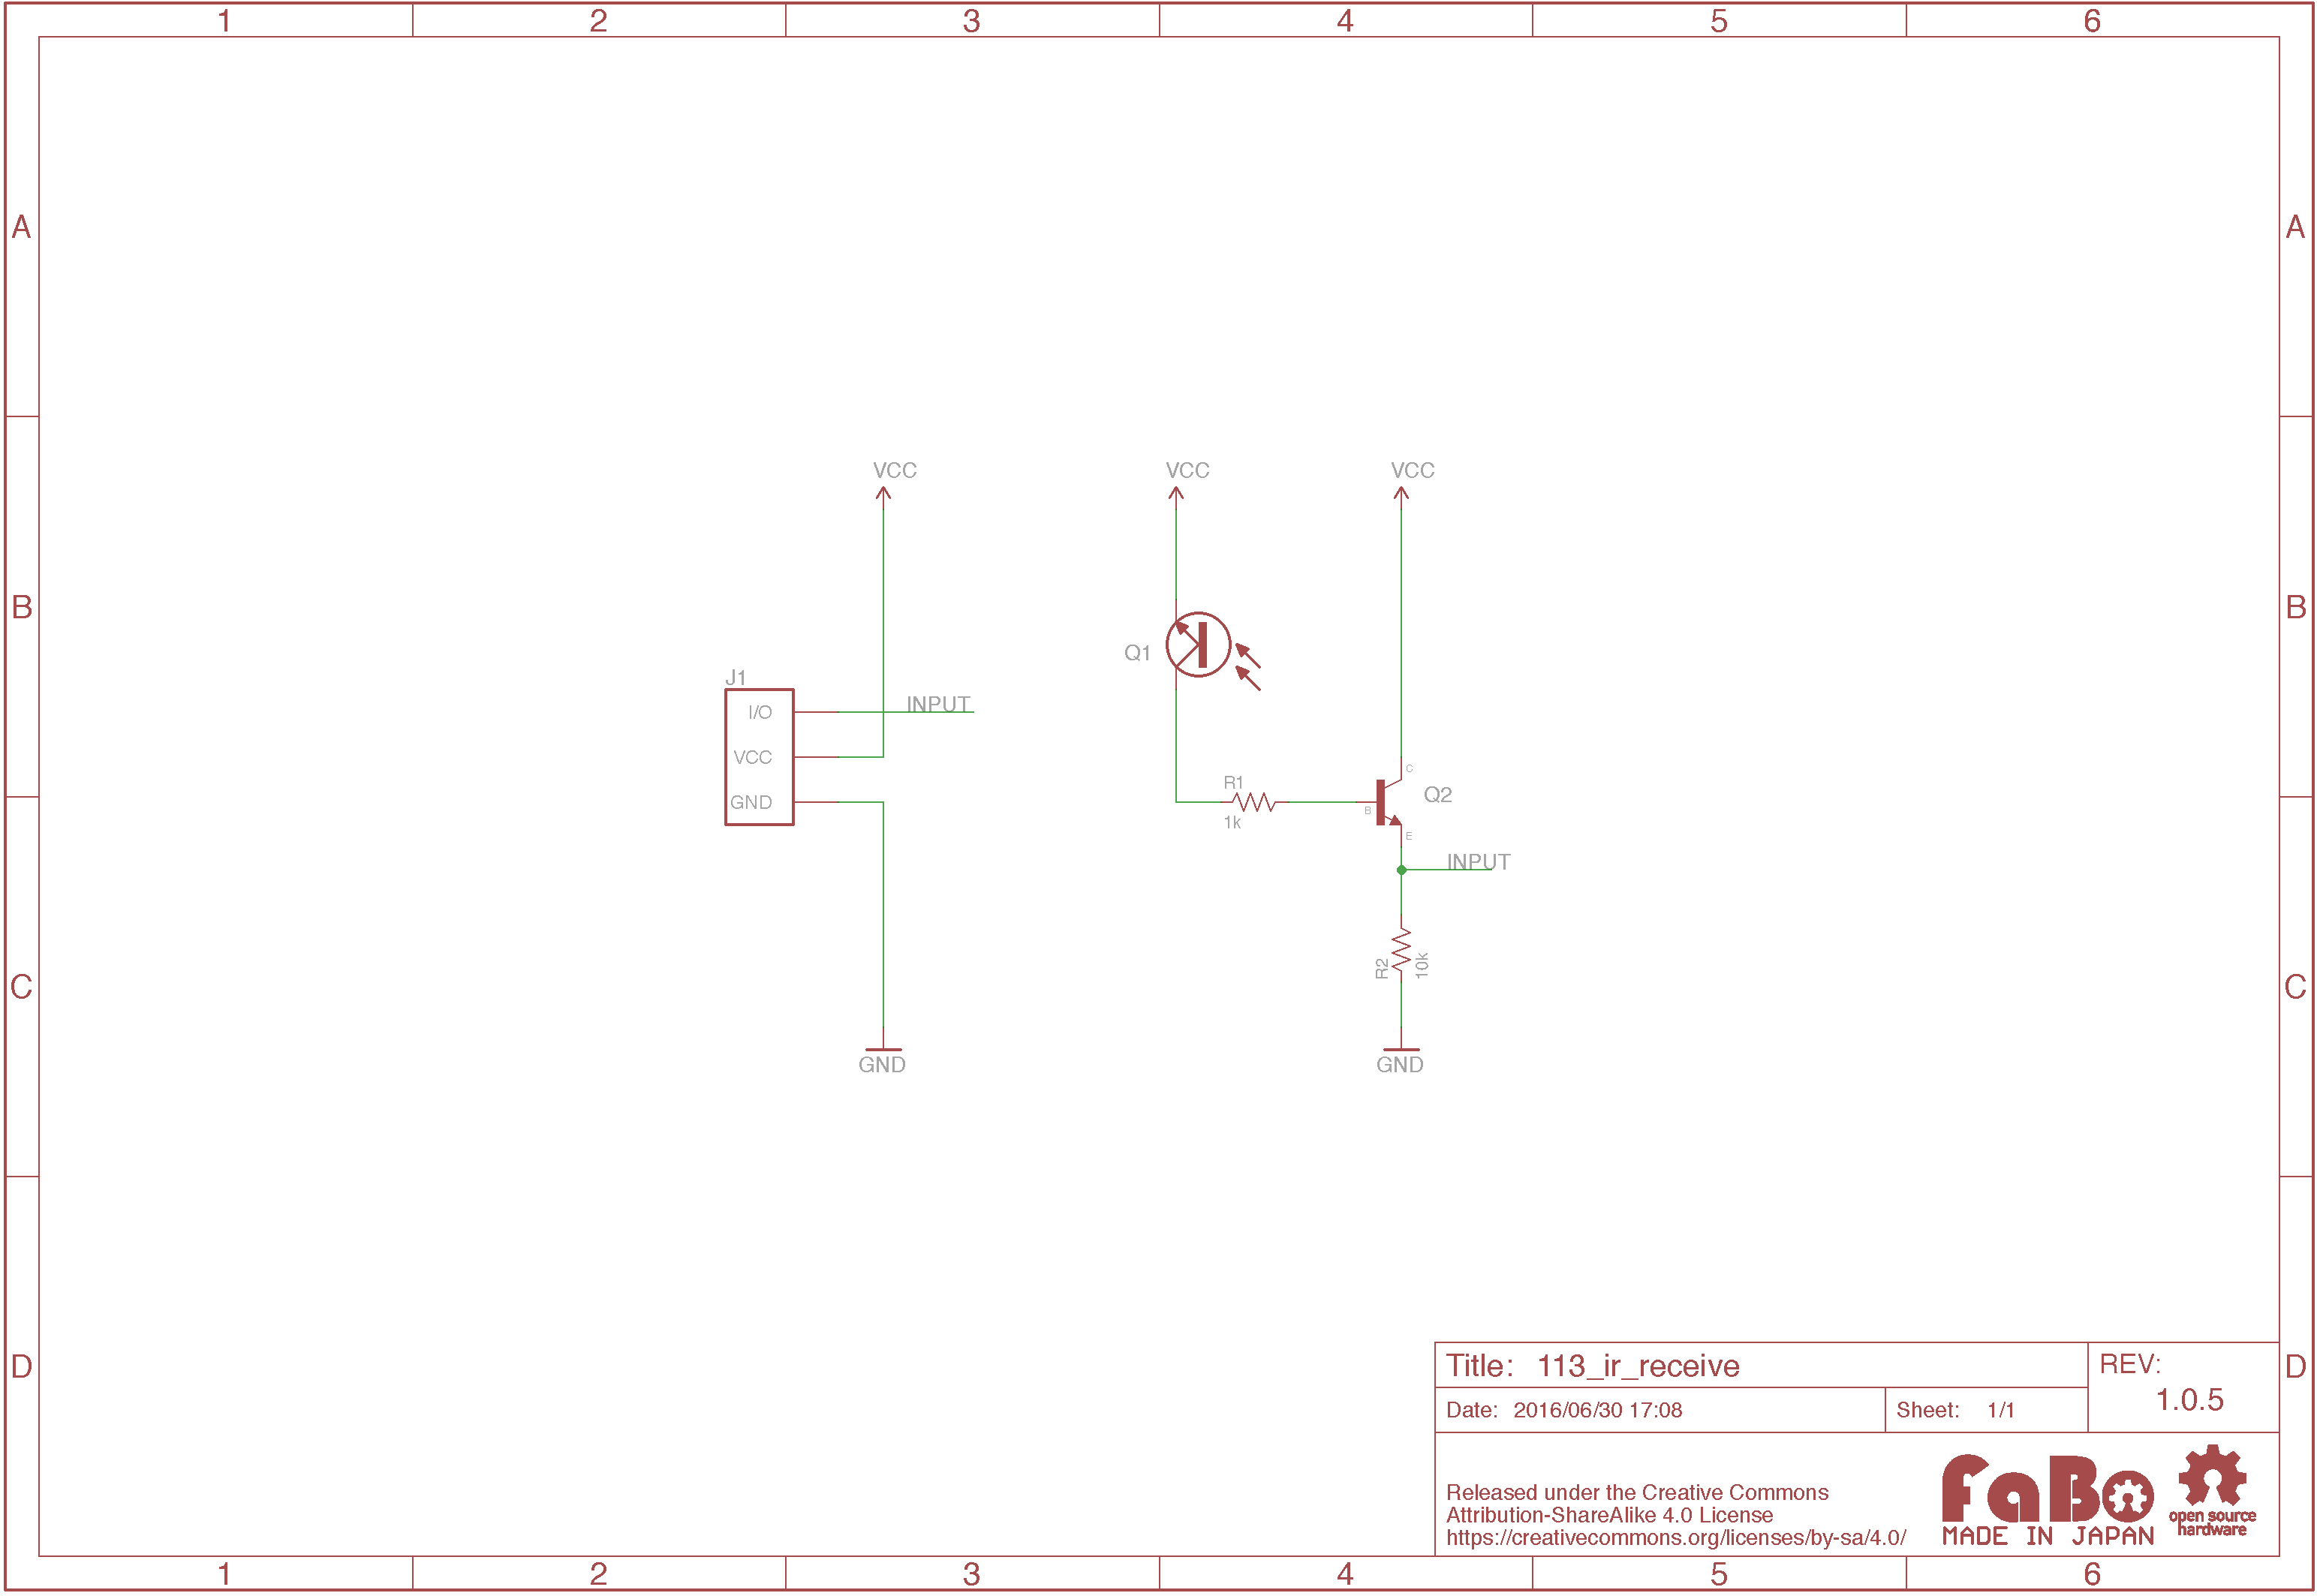 1 2 3 4 5 6
A A
VCC VCC VCC
B B
Q1
J1
I/O INPUT
VCC
GND
R1
1k
C
B
E
Q2
INPUT
R2
10k
C C
GND GND
Title: 113_ir_receive
REV:
1.0.5
D D
Date: 2016/06/30 17:08
Sheet: 1/1
Released under the Creative Commons
Attribution-ShareAlike 4.0 License
https://creativecommons.org/licenses/by-sa/4.0/
FaBo
MADE IN JAPAN
open source
hardware
1 2 3 4 5 6